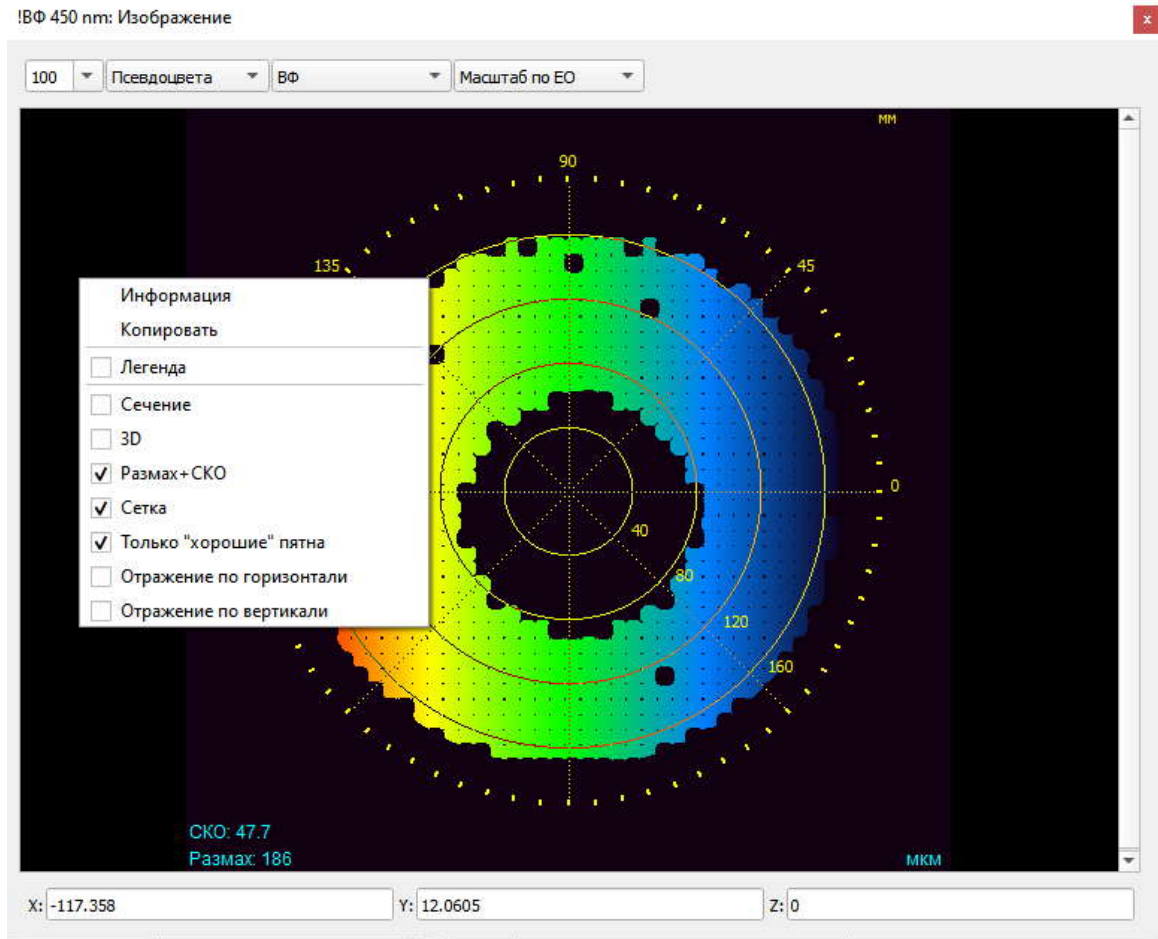 !ВФ 450 nm: Изображение
x
100 Псевдоцвета ВФ Масштаб по EO
мм
90
135 45
Информация
Копировать
Легенда
Сечение
3D
Размах+СКО
Сетка
Только "хорошие" пятна
Отражение по горизонтали
Отражение по вертикали
0
40
80
120
160
СКО: 47.7
Размах: 186 мкм
X: -117.358 Y: 12.0605 Z: 0